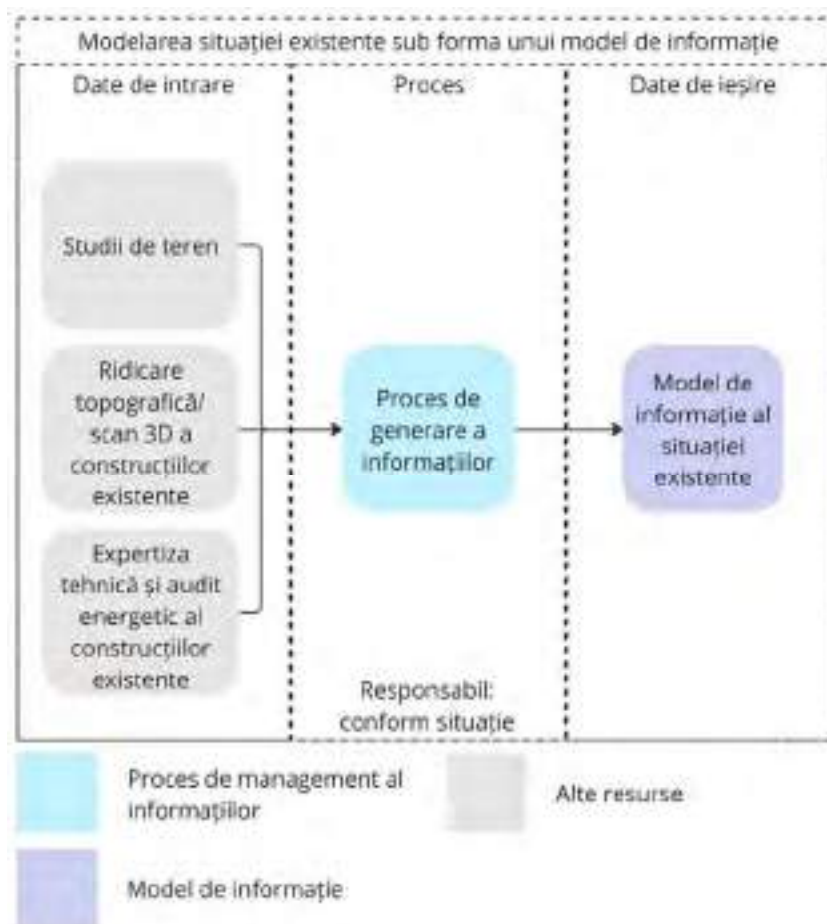 Modelarea situației existente sub forma unui model de informație
Date de intrare
Proces
Date de ieșire
Studii de teren
Ridicare
topografică/
scan 3D a
construcțiilor
existente
Expertiza
tehnică și audit
energetic al
construcțiilor
existente
Proces de
generare a
informațiilor
Model de
informație al
situației
existente
Responsabil:
conform situație
Proces de management al
informațiilor
Alte resurse
Model de informație